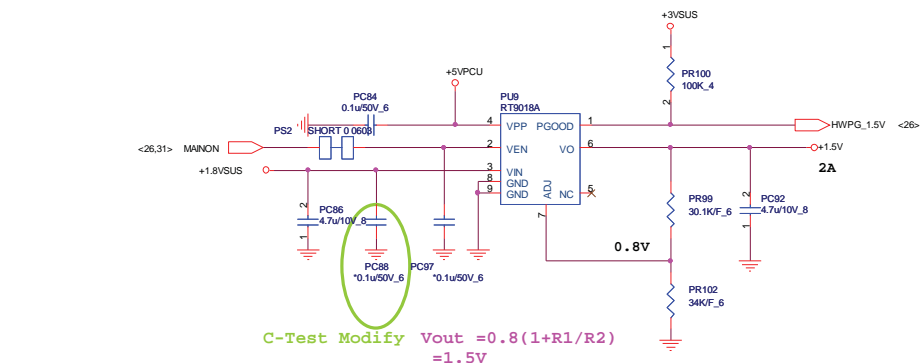 +3VSUS
1
PR100
100K_4
2
+5VPCU
PC84
0.1u/50V_6
PU9
RT9018A
4 VPP PGOOD 1
HWPG_1.5V <26>
PS2 SHORT 0 0603
<26,31> MAINON
2 VEN VO 6
+1.5V
2A
+1.8VSUS
3 VIN
8 GND
9 GND
ADJ
NC 5
7
2
PC86
4.7u/10V_8
1
PR99
30.1K/F_6
2
PC92
4.7u/10V_8
1
0.8V
PC88
*0.1u/50V_6
PC97
*0.1u/50V_6
PR102
34K/F_6
C-Test Modify Vout =0.8(1+R1/R2)
=1.5V